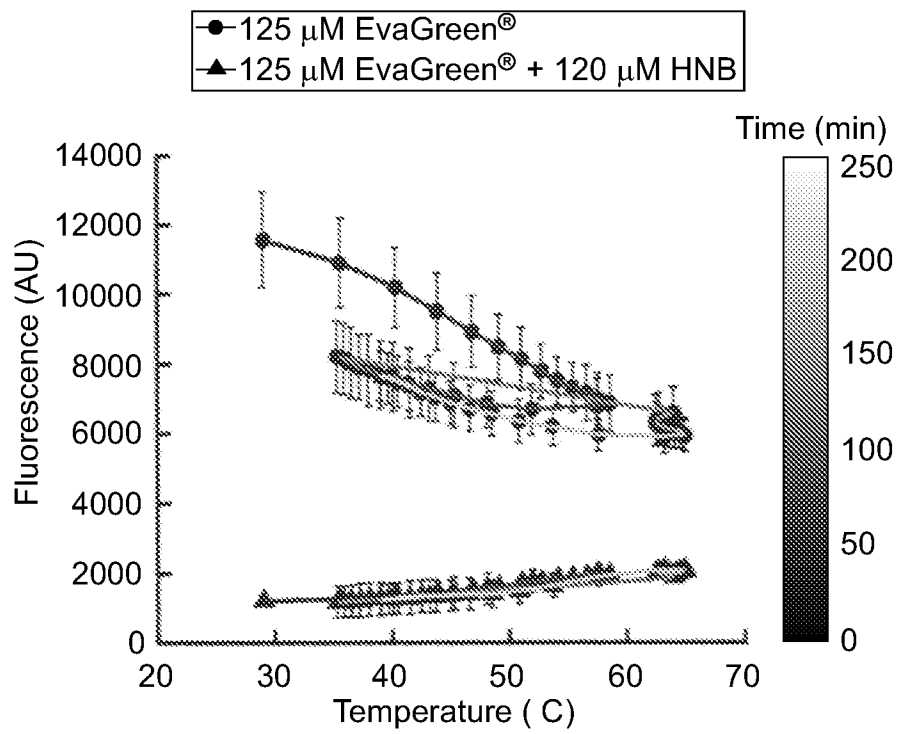 125 μM EvaGreen®
125 μM EvaGreen® + 120 μM HNB
Time (min)
14000
12000
10000
8000
6000
4000
2000
0
Fluorescence (AU)
250
200
150
100
50
0
20 30 40 50 60 70
Temperature ( C)